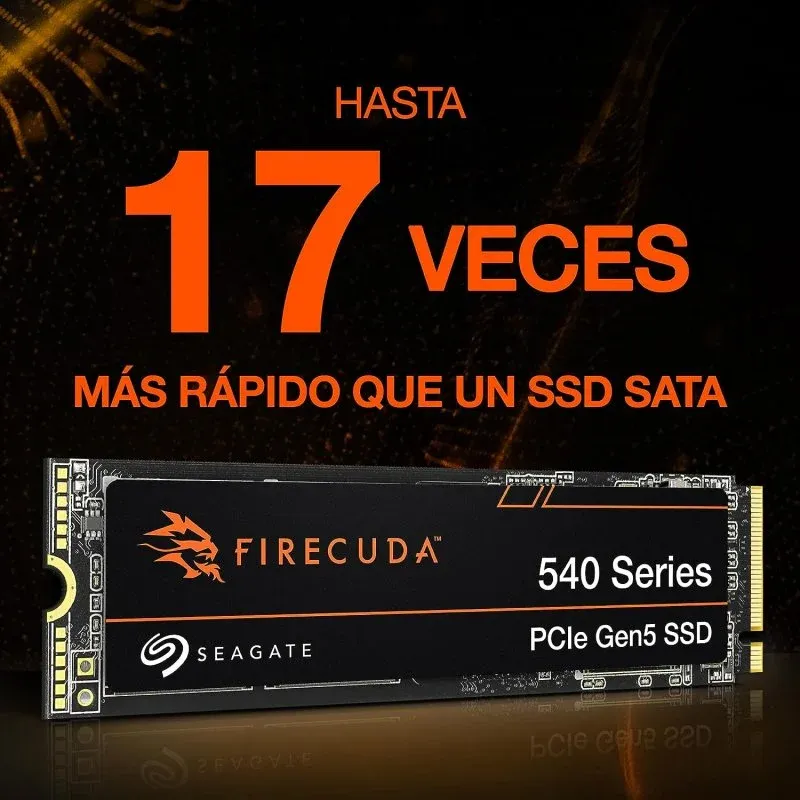 HASTA
17 VECES
MÁS RÁPIDO QUE UN SSD SATA
FIRECUDA™
540 Series
SEAGATE
PCIe Gen5 SSD